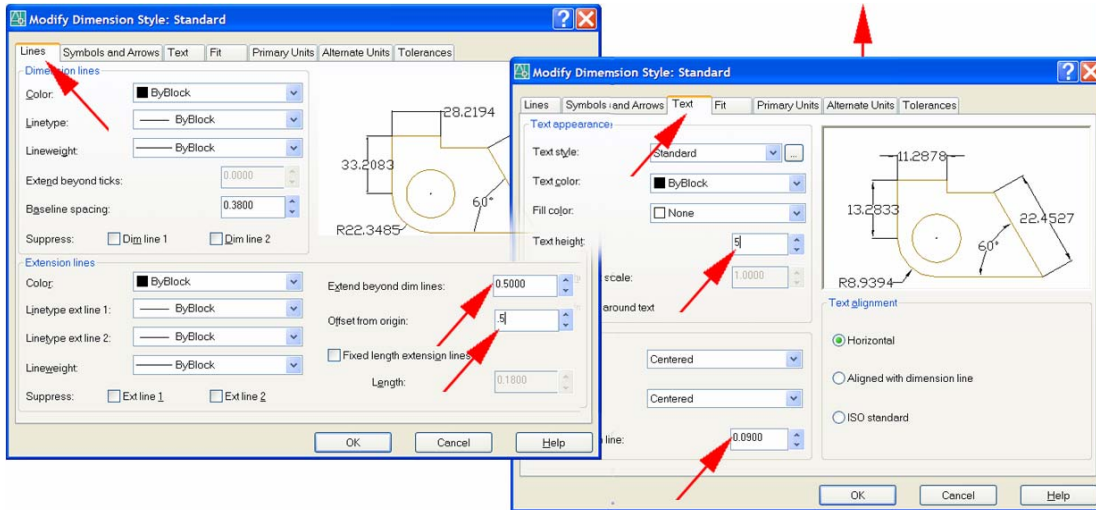 Modify Dimension Style: Standard
Lines Symbols and Arrows Text Fit Primary Units Alternate Units Tolerances
Dimension lines
Color: ByBlock
Linetype: ByBlock
Lineweight: ByBlock
Extend beyond ticks: 0.0000
Baseline spacing: 0.3800
Suppress: Dim line 1 Dim line 2
28.2194
33.2083
60°
R22.3485
Extension lines
Color: ByBlock
Linetype ext line 1: ByBlock
Linetype ext line 2: ByBlock
Lineweight: ByBlock
Suppress: Ext line 1 Ext line 2
Extend beyond dim lines: 0.5000
Offset from origin: .5
Fixed length extension lines
Length: 0.1800
OK Cancel Help
Modify Dimension Style: Standard
Lines Symbols and Arrows Text Fit Primary Units Alternate Units Tolerances
Text appearance
Text style: Standard ...
Text color: ByBlock
Fill color: None
Text height: 5
scale: 1.0000
around text
Centered
Centered
line: 0.0900
11.2878
13.2833
22.4527
60°
R8.9394
Text alignment
Horizontal
Aligned with dimension line
ISO standard
OK Cancel Help